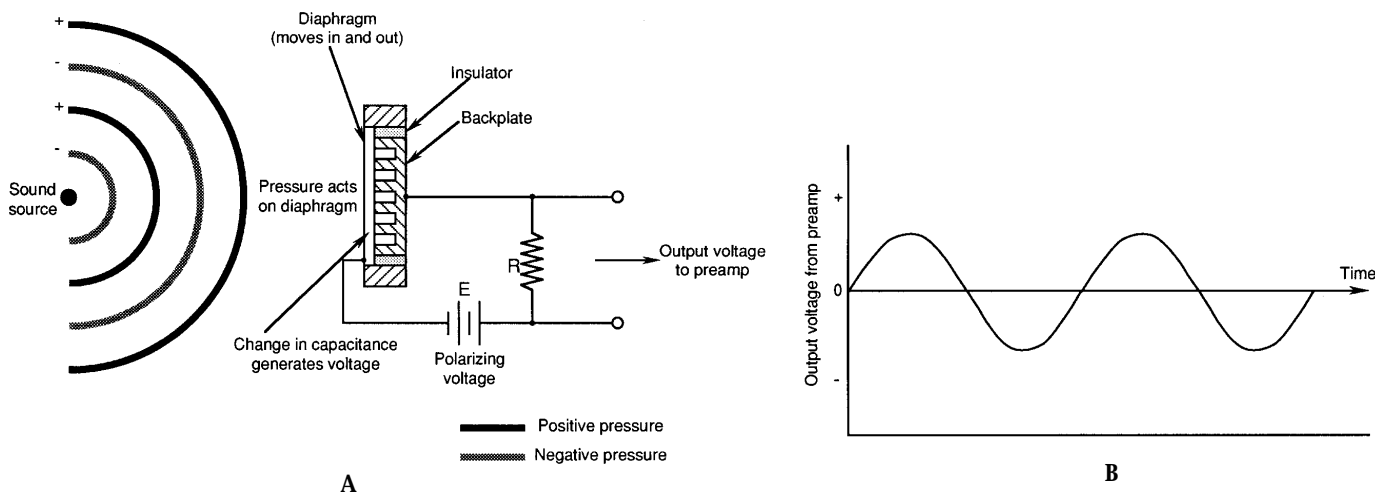 +
-
+
-
Sound
source
Diaphragm
(moves in and out)
Insulator
Backplate
Pressure acts
on diaphragm
R
Output voltage
to preamp
E
Change in capacitance
generates voltage
Polarizing
voltage
Positive pressure
Negative pressure
A
Output voltage from preamp
+
0
-
Time
B